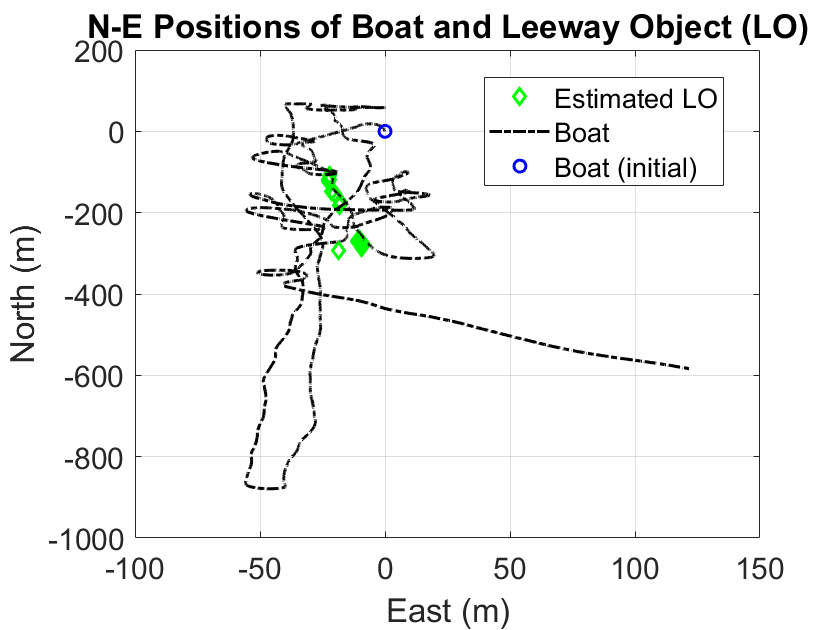 N-E Positions of Boat and Leeway Object (LO)
200
0
-200
-400
-600
-800
-1000
North (m)
Estimated LO
Boat
Boat (initial)
-100 -50 0 50 100 150
East (m)